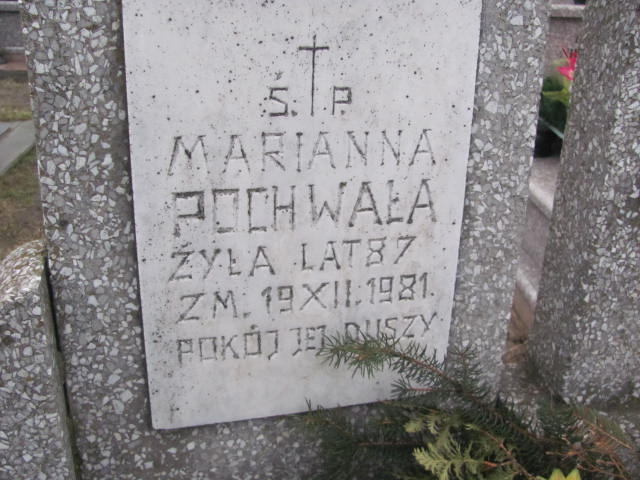 Ś.P.
MARIANNA
POCHWAŁA
ŻYŁA LAT 87
ZM. 19 XII. 1981.
POKÓJ JEJ DUSZY